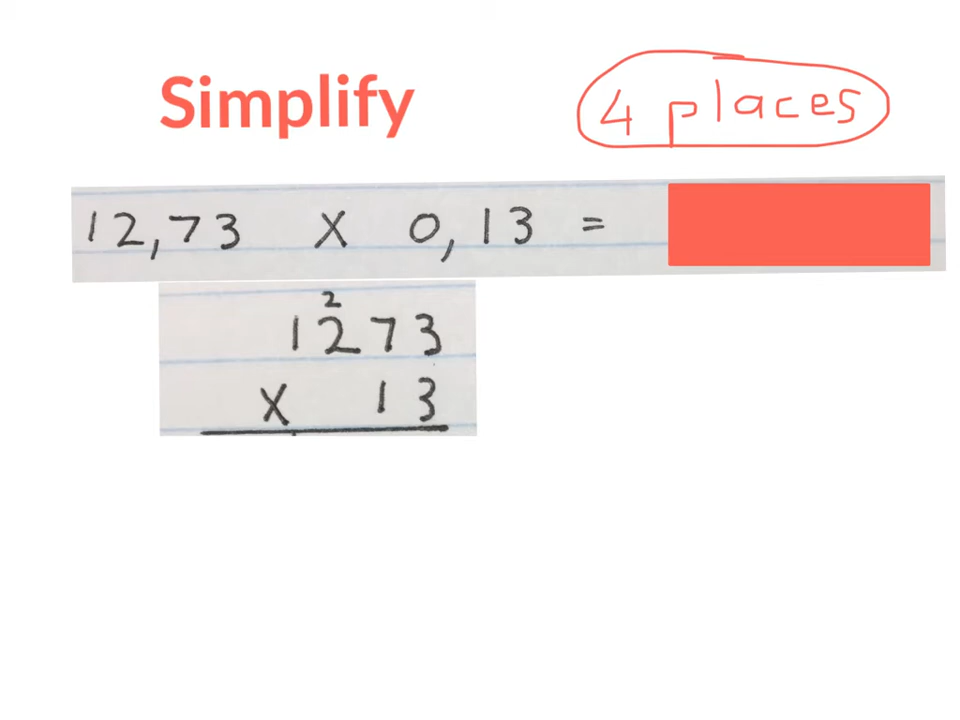 Simplify
4 places
12,73 X 0,13 =
2
1273
X 13